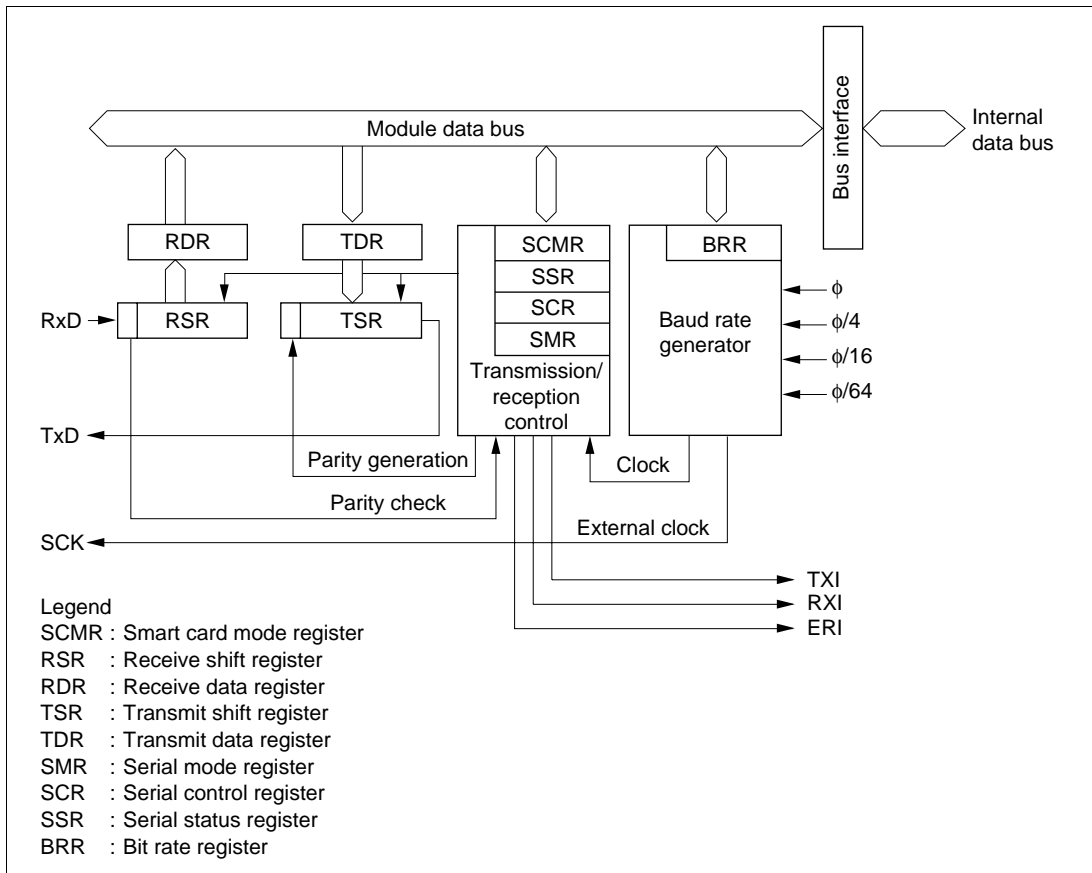 Bus interface
Internal
data bus
Module data bus
RDR
TDR
SCMR
SSR
SCR
SMR
BRR
RxD
RSR
TSR
Baud rate
generator
ϕ
ϕ/4
ϕ/16
ϕ/64
Transmission/
reception
control
TxD
Parity generation
Clock
Parity check
External clock
SCK
TXI
RXI
ERI
Legend
SCMR : Smart card mode register
RSR : Receive shift register
RDR : Receive data register
TSR : Transmit shift register
TDR : Transmit data register
SMR : Serial mode register
SCR : Serial control register
SSR : Serial status register
BRR : Bit rate register